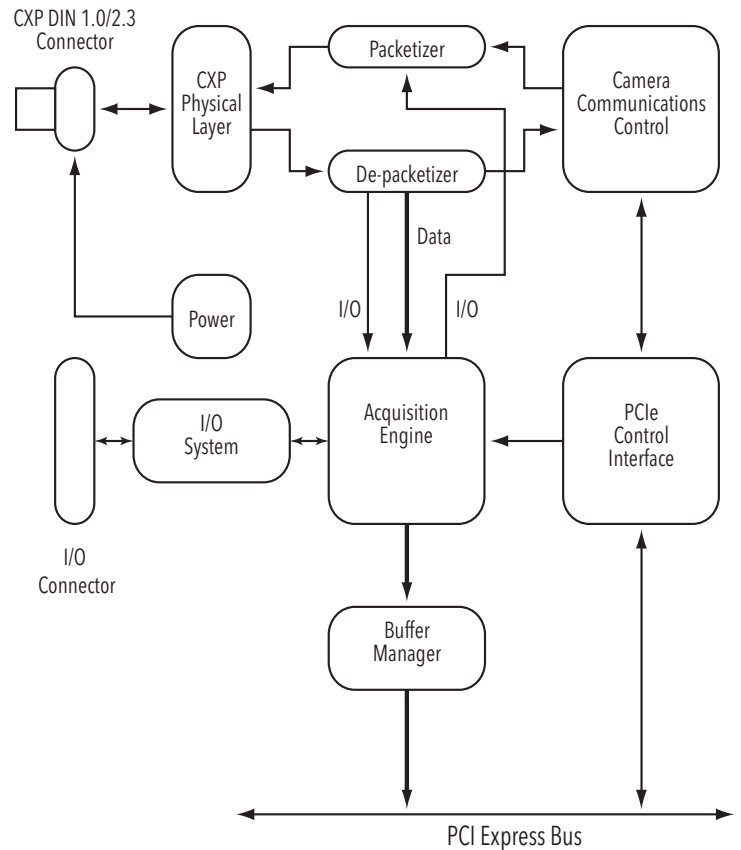 CXP DIN 1.0/2.3
Connector
CXP
Physical
Layer
Packetizer
Camera
Communications
Control
De-packetizer
Data
Power
I/O
I/O
I/O
System
Acquisition
Engine
PCIe
Control
Interface
I/O
Connector
Buffer
Manager
PCI Express Bus